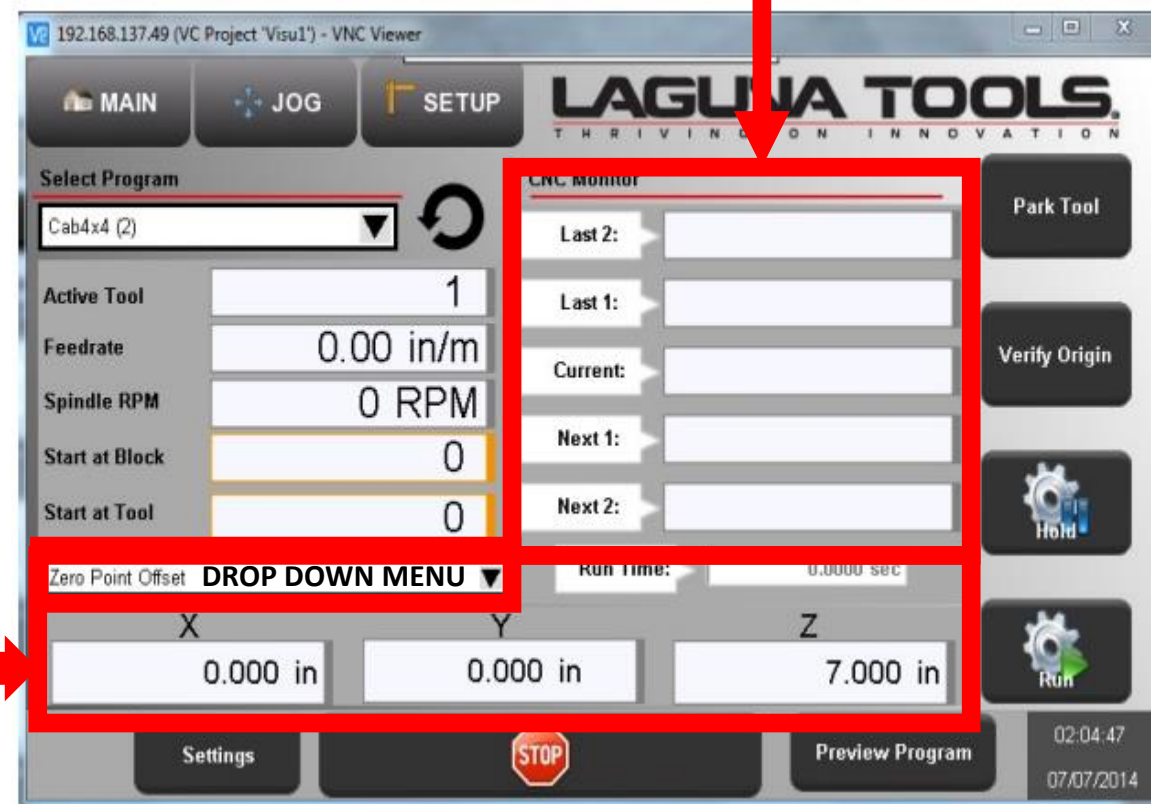 192.168.137.49 (VC Project 'Visu1') - VNC Viewer
MAIN
JOG
SETUP
LAGUNA TOOLS
THRIVING ON INNOVATION
Select Program
Cab4x4 (2)
Active Tool 1
Feedrate 0.00 in/m
Spindle RPM 0 RPM
Start at Block 0
Start at Tool 0
CNC Monitor
Last 2:
Last 1:
Current:
Next 1:
Next 2:
Park Tool
Verify Origin
Hold
Run
Zero Point Offset DROP DOWN MENU
Run Time: 0.0000 sec
X Y Z
0.000 in 0.000 in 7.000 in
Settings
STOP
Preview Program
02:04:47
07/07/2014